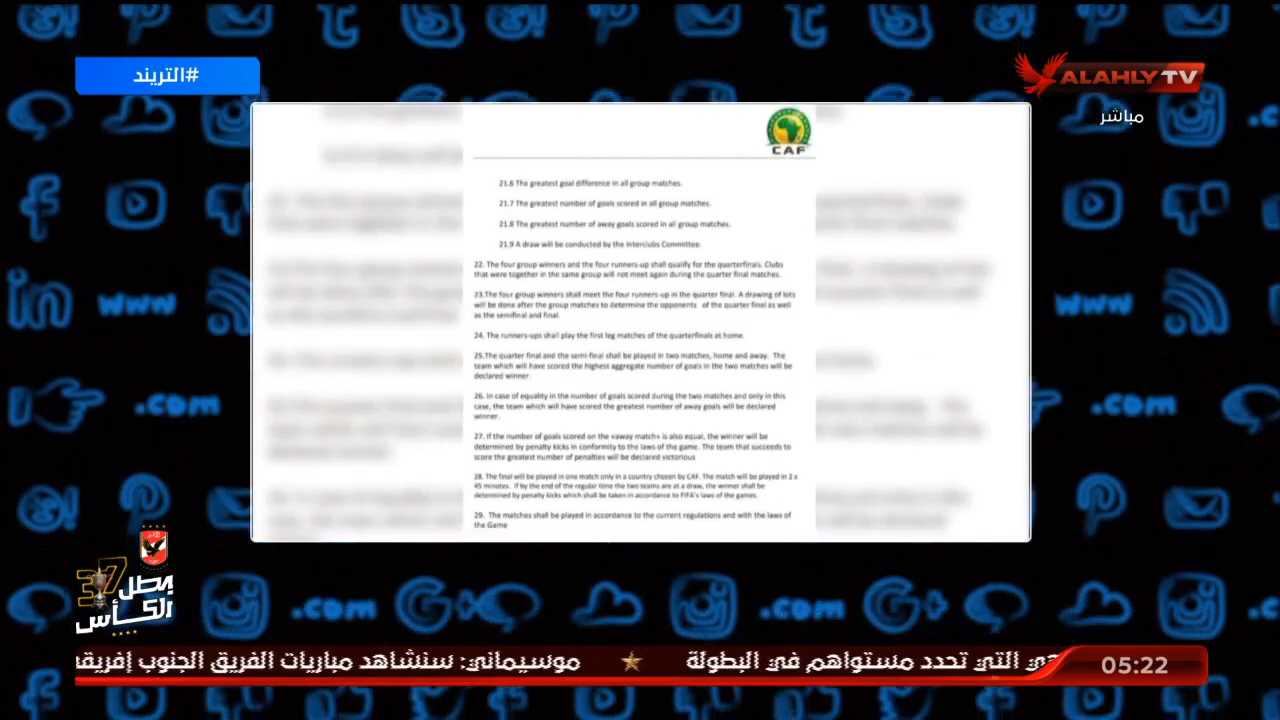 #التريند
ALAHLY TV
مباشر
CAF
21.6 The greatest goal difference in all group matches.
21.7 The greatest number of goals scored in all group matches.
21.8 The greatest number of away goals scored in all group matches.
21.9 A draw will be conducted by the Interclubs Committee.
22. The four group winners and the four runners-up shall qualify for the quarterfinals. Clubs
that were together in the same group will not meet again during the quarter final matches.
23.The four group winners shall meet the four runners-up in the quarter final. A drawing of lots
will be done after the group matches to determine the opponents of the quarter final as well
as the semifinal and final.
24. The runners-ups shall play the first leg matches of the quarterfinals at home.
25.The quarter final and the semi-final shall be played in two matches, home and away. The
team which will have scored the highest aggregate number of goals in the two matches will be
declared winner.
26. In case of equality in the number of goals scored during the two matches and only in this
case, the team which will have scored the greatest number of away goals will be declared
winner.
27. If the number of goals scored on the «away match» is also equal, the winner will be
determined by penalty kicks in conformity to the laws of the game. The team that succeeds to
score the greatest number of penalties will be declared victorious
28. The final will be played in one match only in a country chosen by CAF. The match will be played in 2 x
45 minutes. If by the end of the regular time the two teams are at a draw, the winner shall be
determined by penalty kicks which shall be taken in accordance to FIFA's laws of the games.
29. The matches shall be played in accordance to the current regulations and with the laws of
the Game
www
.com
37
بطل
الكأس
هي التي تحدد مستواهم في البطولة ★ موسيماني: سنشاهد مباريات الفريق الجنوب إفريقي
05:22